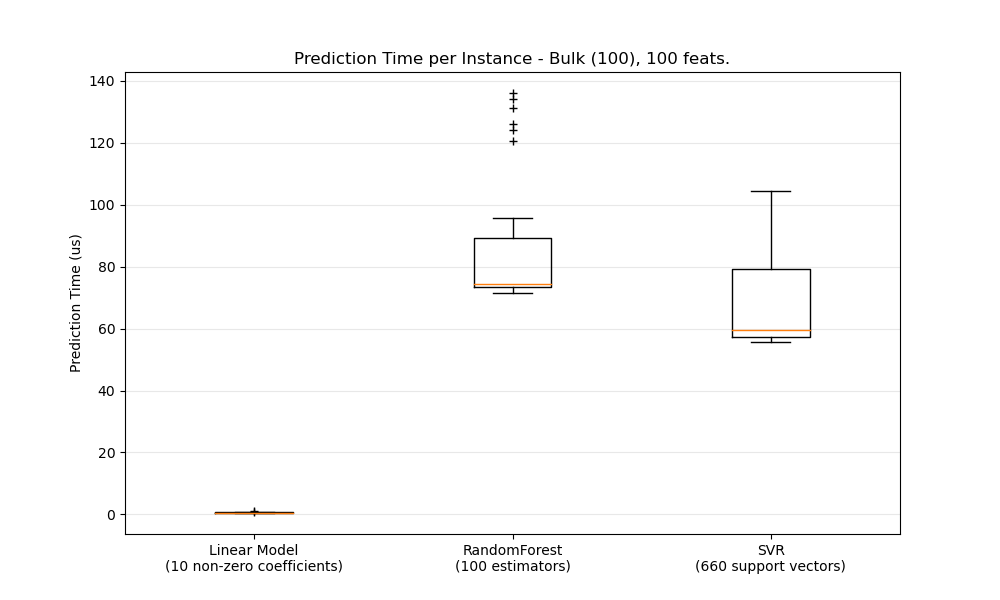 Prediction Time per Instance - Bulk (100), 100 feats.
Prediction Time (us)
140
120
100
80
60
40
20
0
Linear Model
(10 non-zero coefficients)
RandomForest
(100 estimators)
SVR
(660 support vectors)